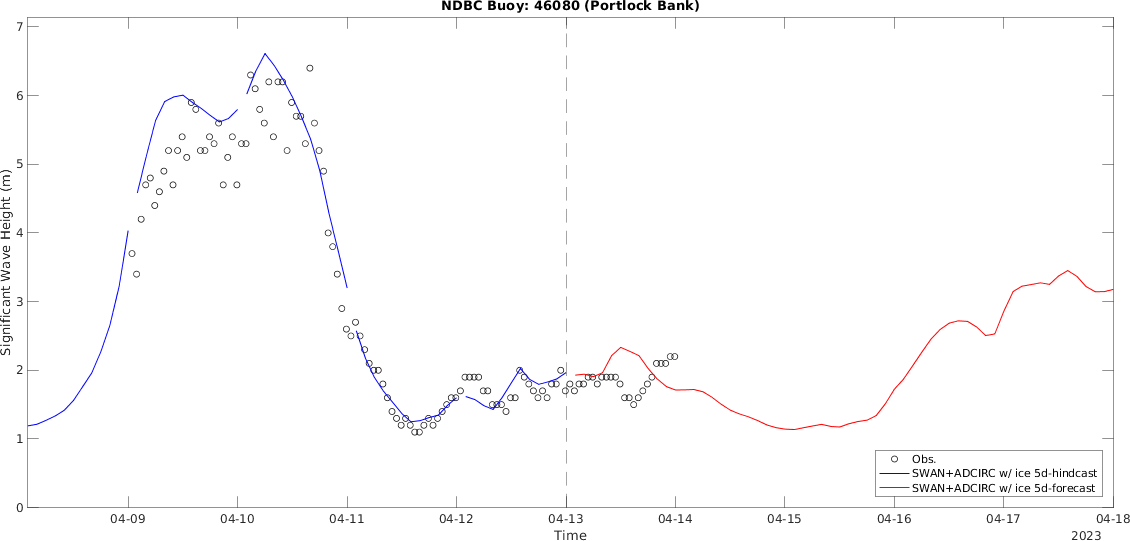 NDBC Buoy: 46080 (Portlock Bank)
7
6
5
4
3
2
1
0
Significant Wave Height (m)
Obs.
SWAN+ADCIRC w/ ice 5d-hindcast
SWAN+ADCIRC w/ ice 5d-forecast
04-09 04-10 04-11 04-12 04-13 04-14 04-15 04-16 04-17 04-18
Time
2023